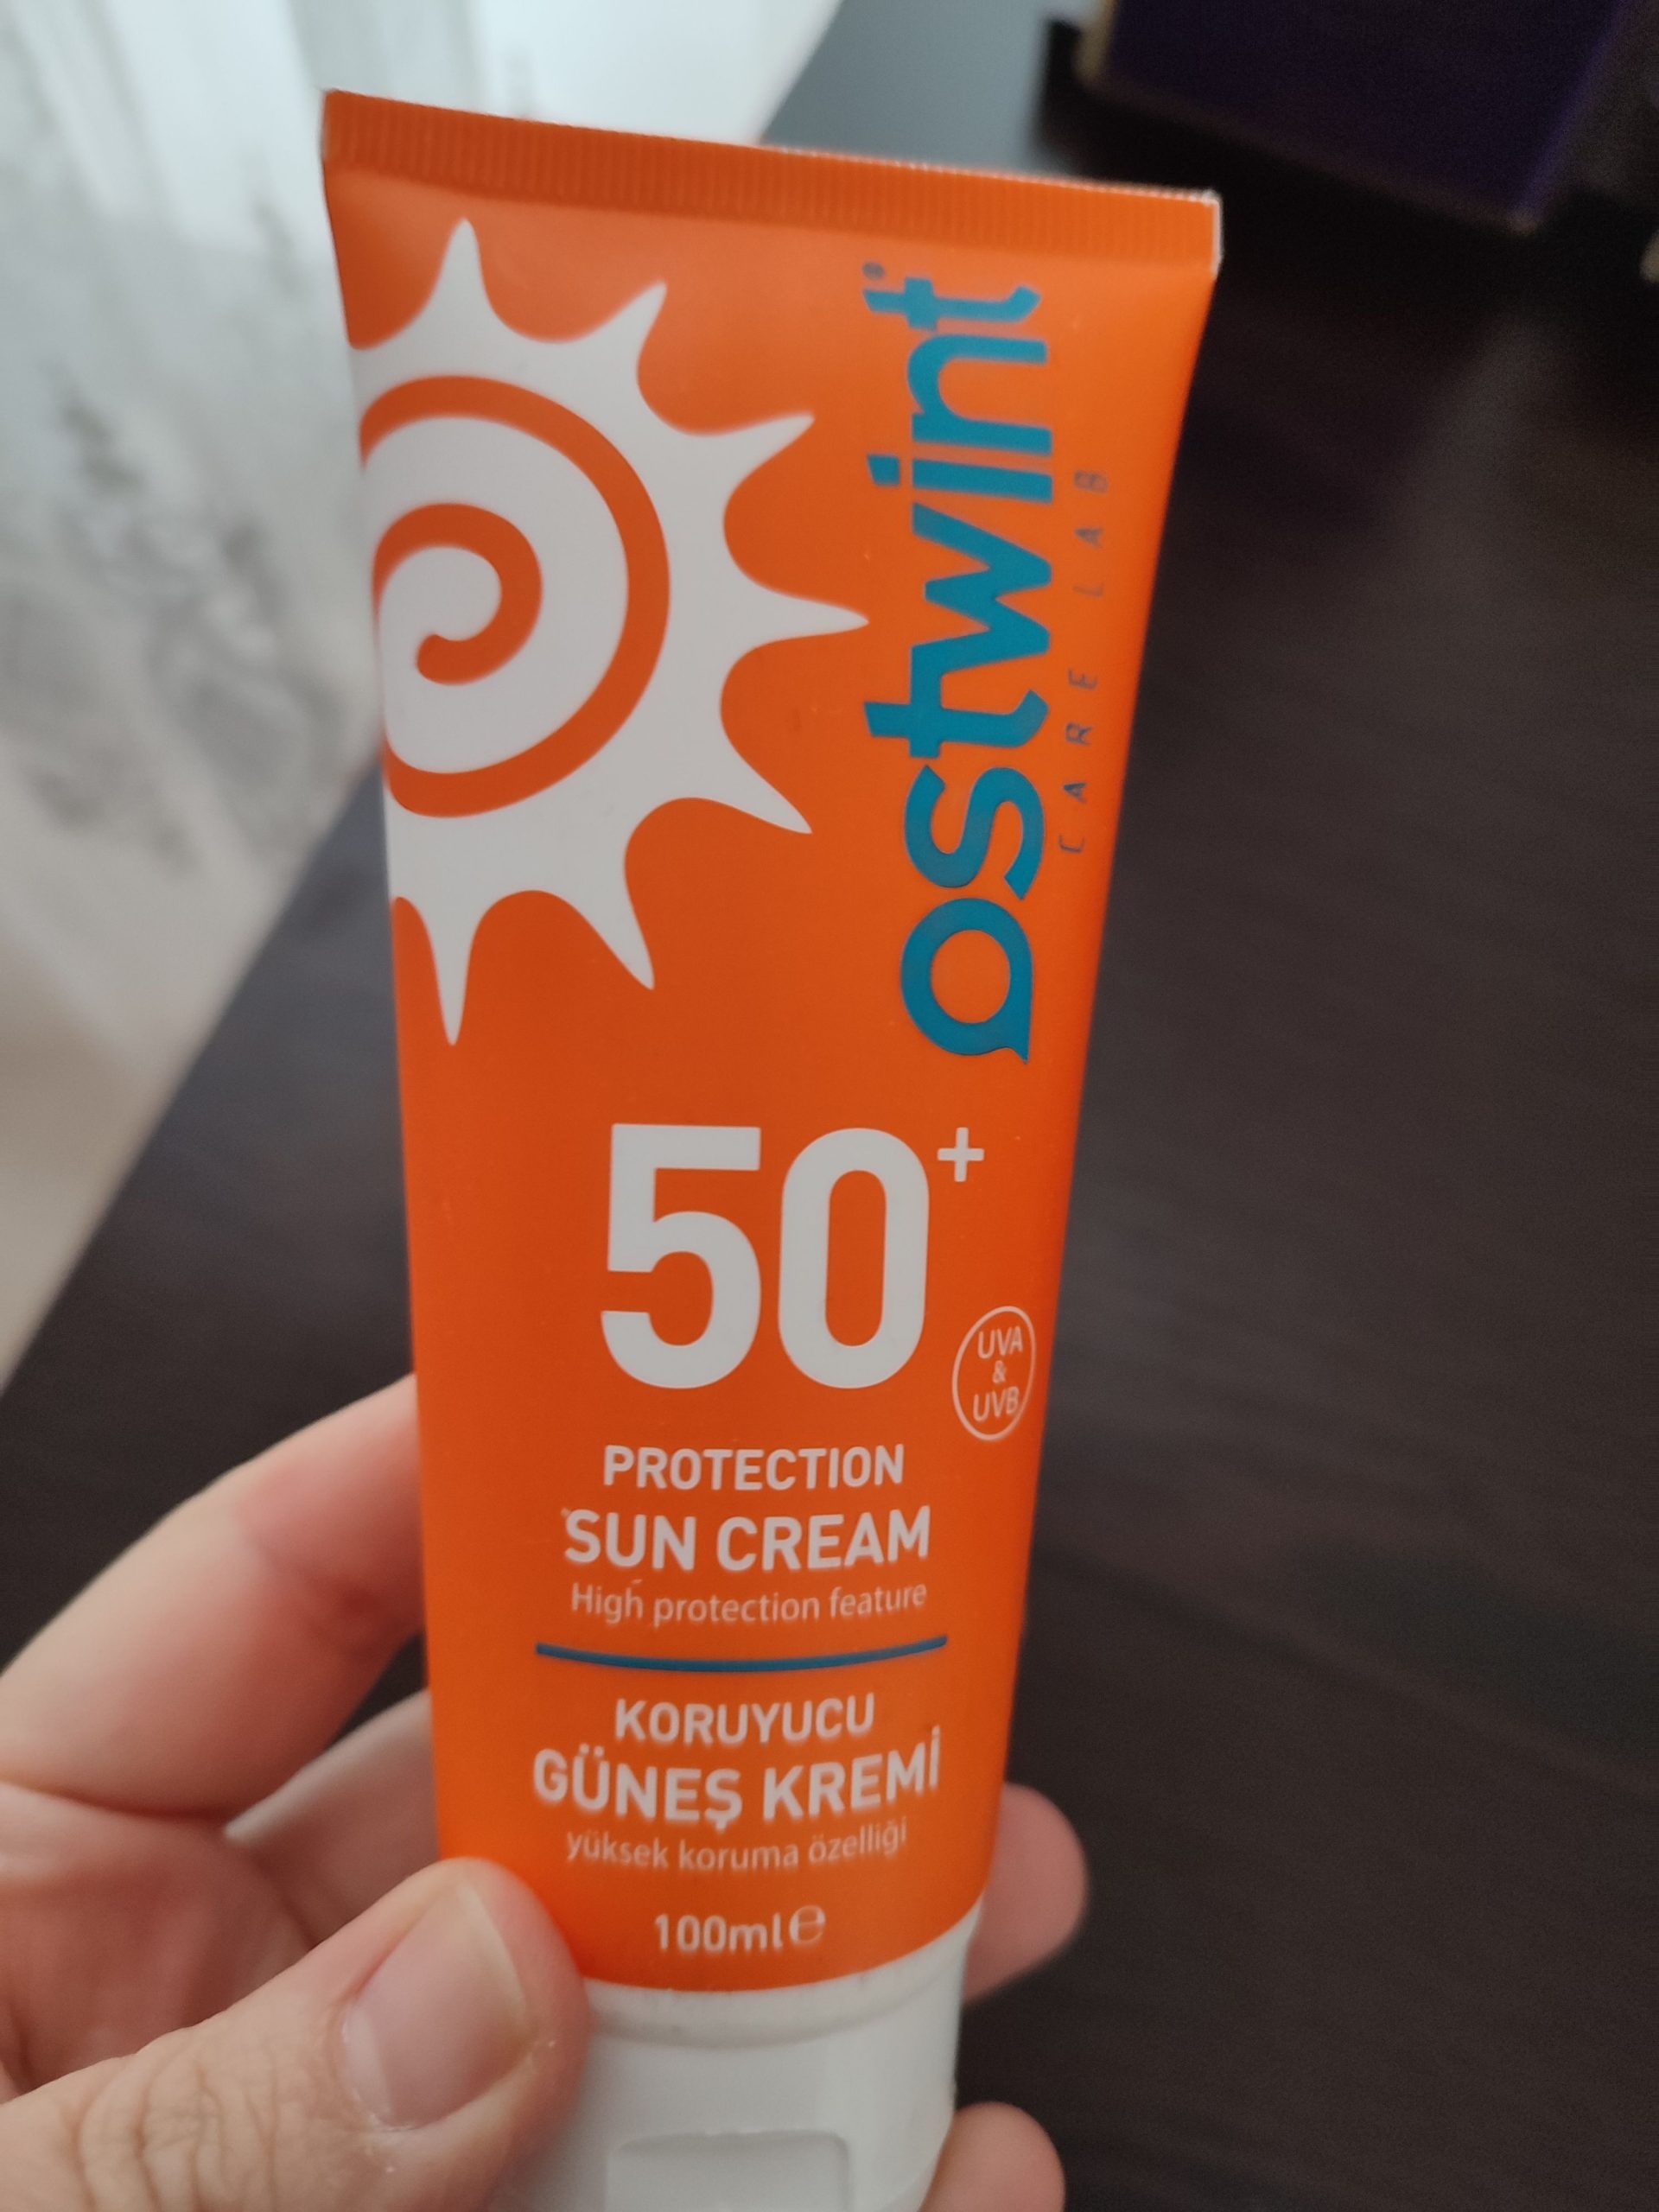 ostwint®
CARE LAB
50+
UVA
&
UVB
PROTECTION
SUN CREAM
High protection feature
KORUYUCU
GÜNEŞ KREMİ
yüksek koruma özelliği
100ml ℮